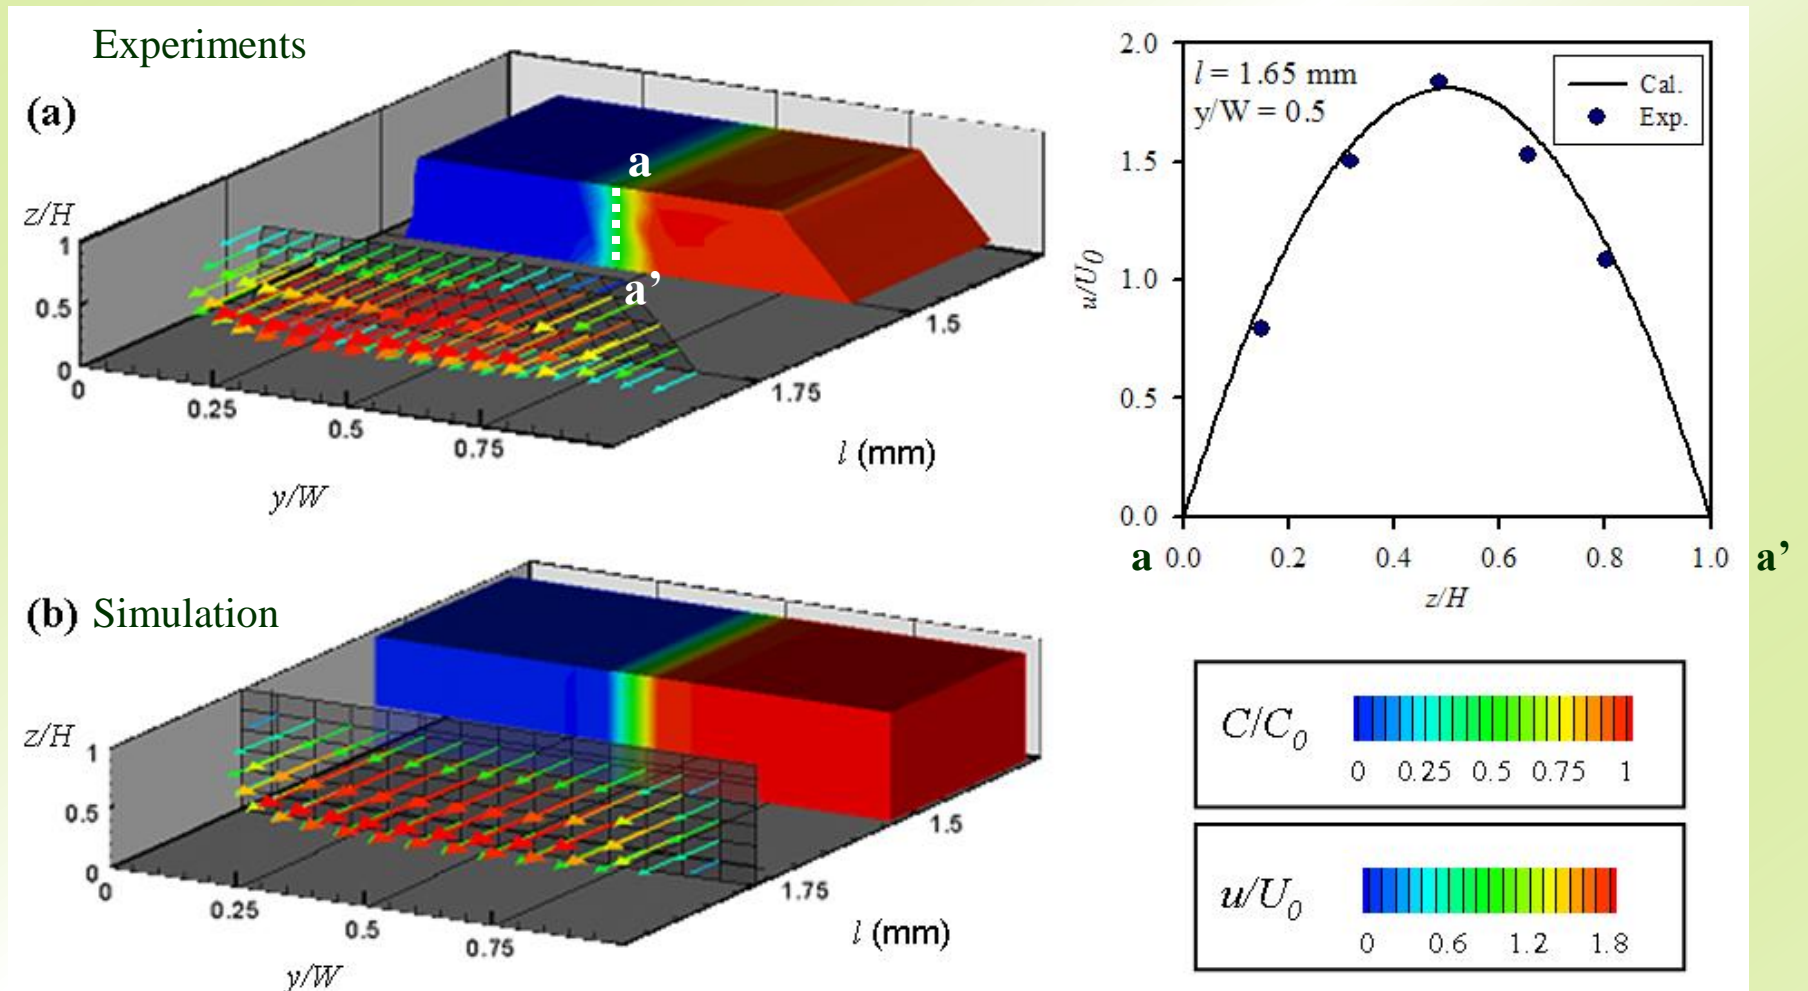 Experiments
(a)
a
a’
z/H
1
0.5
0
0
0.25
0.5
0.75
y/W
1.5
1.75
l (mm)
2.0
1.5
1.0
0.5
0.0
u/U0
l = 1.65 mm
y/W = 0.5
Cal.
Exp.
a 0.0 0.2 0.4 0.6 0.8 1.0 a’
z/H
(b) Simulation
z/H
1
0.5
0
0
0.25
0.5
0.75
y/W
1.5
1.75
l (mm)
C/C0
0 0.25 0.5 0.75 1
u/U0
0 0.6 1.2 1.8